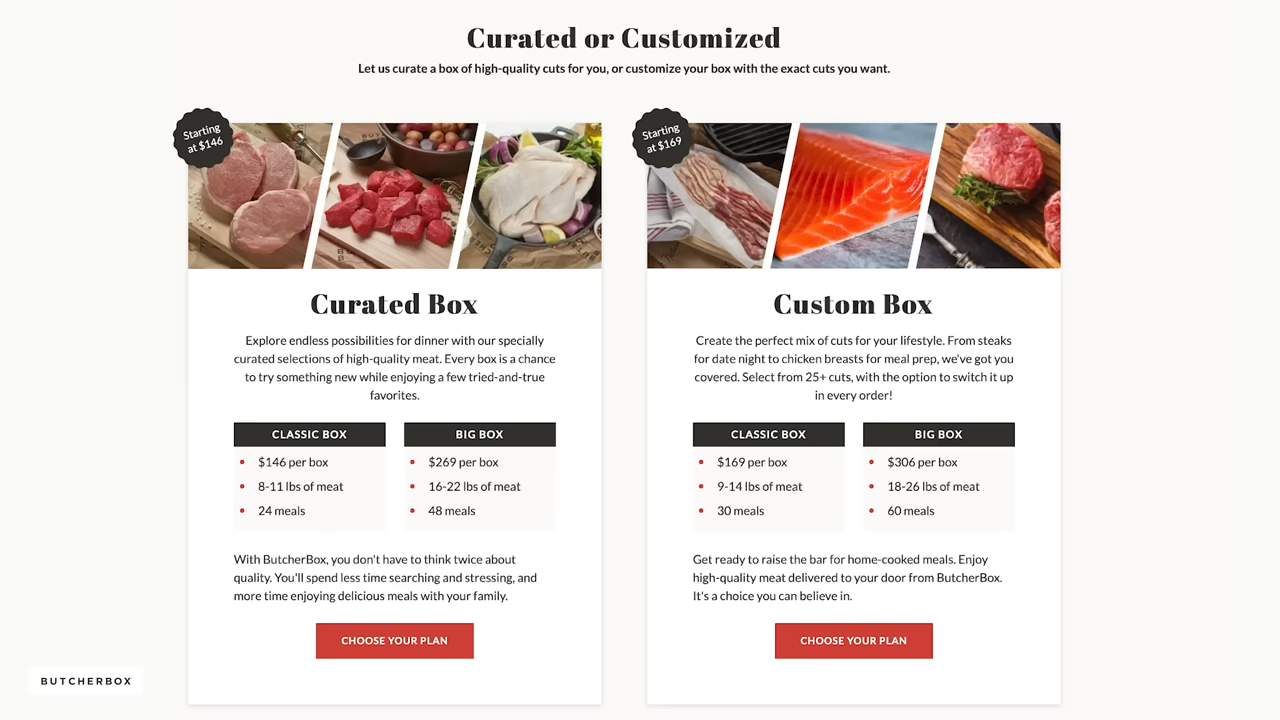 Curated or Customized
Let us curate a box of high-quality cuts for you, or customize your box with the exact cuts you want.
Starting
at $146
Curated Box
Explore endless possibilities for dinner with our specially
curated selections of high-quality meat. Every box is a chance
to try something new while enjoying a few tried-and-true
favorites.
CLASSIC BOX
$146 per box
8-11 lbs of meat
24 meals
BIG BOX
$269 per box
16-22 lbs of meat
48 meals
With ButcherBox, you don't have to think twice about
quality. You'll spend less time searching and stressing, and
more time enjoying delicious meals with your family.
CHOOSE YOUR PLAN
Starting
at $169
Custom Box
Create the perfect mix of cuts for your lifestyle. From steaks
for date night to chicken breasts for meal prep, we've got you
covered. Select from 25+ cuts, with the option to switch it up
in every order!
CLASSIC BOX
$169 per box
9-14 lbs of meat
30 meals
BIG BOX
$306 per box
18-26 lbs of meat
60 meals
Get ready to raise the bar for home-cooked meals. Enjoy
high-quality meat delivered to your door from ButcherBox.
It's a choice you can believe in.
CHOOSE YOUR PLAN
BUTCHERBOX